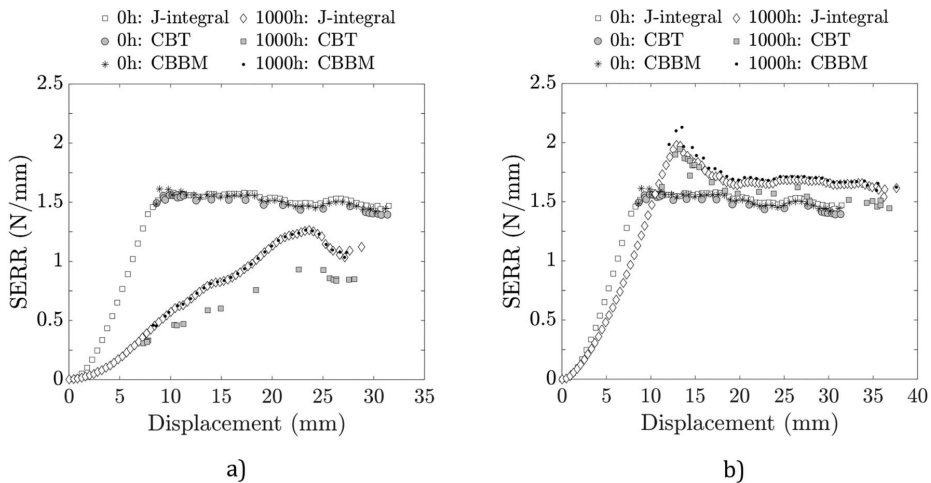 0h: J-integral 1000h: J-integral
0h: CBT 1000h: CBT
0h: CBBM 1000h: CBBM
2.5
2
1.5
1
0.5
0
SERR (N/mm)
0 5 10 15 20 25 30 35
Displacement (mm)
a)
0h: J-integral 1000h: J-integral
0h: CBT 1000h: CBT
0h: CBBM 1000h: CBBM
2.5
2
1.5
1
0.5
0
SERR (N/mm)
0 5 10 15 20 25 30 35 40
Displacement (mm)
b)